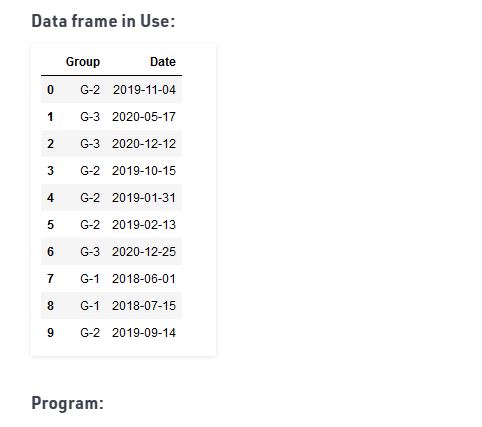 Data frame in Use:
Group Date
0 G-2 2019-11-04
1 G-3 2020-05-17
2 G-3 2020-12-12
3 G-2 2019-10-15
4 G-2 2019-01-31
5 G-2 2019-02-13
6 G-3 2020-12-25
7 G-1 2018-06-01
8 G-1 2018-07-15
9 G-2 2019-09-14
Program: